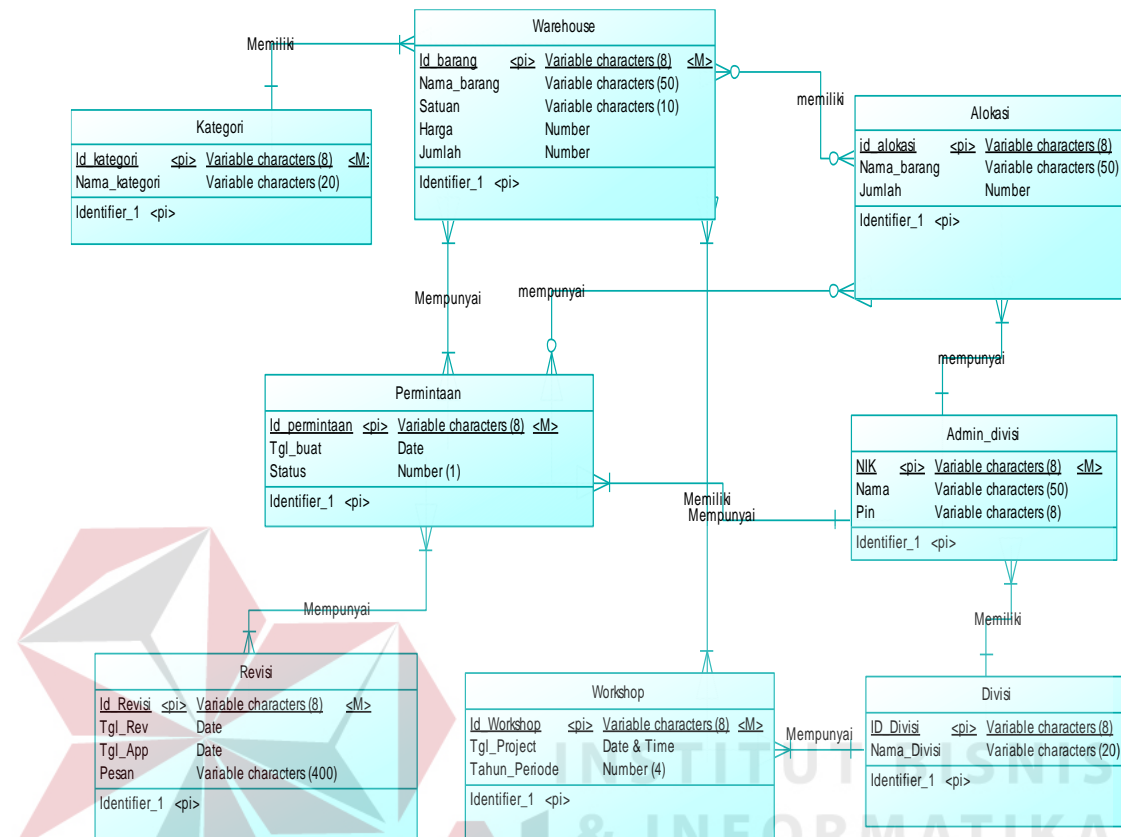 Warehouse
Id_barang <pi> Variable characters (8) <M>
Nama_barang Variable characters (50)
Satuan Variable characters (10)
Harga Number
Jumlah Number
Identifier_1 <pi>
Memiliki
Kategori
Id_kategori <pi> Variable characters (8) <M>
Nama_kategori Variable characters (20)
Identifier_1 <pi>
memiliki
Alokasi
id_alokasi <pi> Variable characters (8)
Nama_barang Variable characters (50)
Jumlah Number
Identifier_1 <pi>
Mempunyai
mempunyai
mempunyai
Permintaan
Id_permintaan <pi> Variable characters (8) <M>
Tgl_buat Date
Status Number (1)
Identifier_1 <pi>
Admin_divisi
NIK <pi> Variable characters (8) <M>
Nama Variable characters (50)
Pin Variable characters (8)
Identifier_1 <pi>
Memiliki
Mempunyai
Mempunyai
Memiliki
Revisi
Id_Revisi <pi> Variable characters (8) <M>
Tgl_Rev Date
Tgl_App Date
Pesan Variable characters (400)
Identifier_1 <pi>
Workshop
Id_Workshop <pi> Variable characters (8) <M>
Tgl_Project Date & Time
Tahun_Periode Number (4)
Identifier_1 <pi>
Mempunyai
Divisi
ID_Divisi <pi> Variable characters (8)
Nama_Divisi Variable characters (20)
Identifier_1 <pi>
INSTITUT BISNIS
& INFORMATIKA